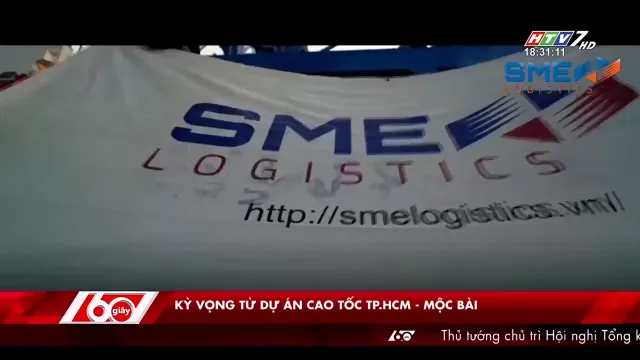 HTV7 HD
18:31:11
SME
LOGISTICS
SME
LOGISTICS
http://smelogistics.vn/
60 giây
KỲ VỌNG TỪ DỰ ÁN CAO TỐC TP.HCM - MỘC BÀI
60 Thủ tướng chủ trì Hội nghị Tổng k